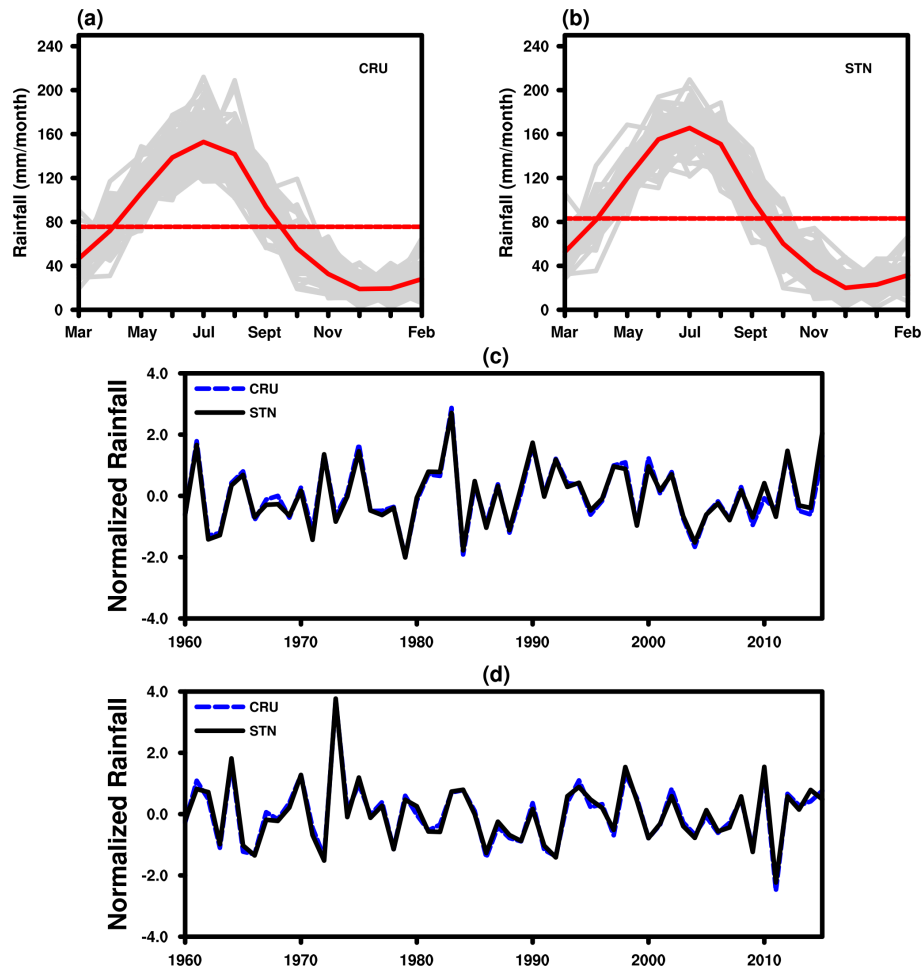 (a)
Rainfall (mm/month)
240
200
160
120
80
40
0
CRU
Mar May Jul Sept Nov Feb
(b)
Rainfall (mm/month)
240
200
160
120
80
40
0
STN
Mar May Jul Sept Nov Feb
(c)
Normalized Rainfall
4.0
2.0
0.0
-2.0
-4.0
CRU
STN
1960 1970 1980 1990 2000 2010
(d)
Normalized Rainfall
4.0
2.0
0.0
-2.0
-4.0
CRU
STN
1960 1970 1980 1990 2000 2010